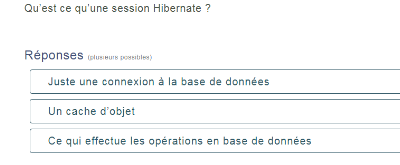 Qu'est ce qu'une session Hibernate ?
Réponses (plusieurs possibles)
Juste une connexion à la base de données
Un cache d'objet
Ce qui effectue les opérations en base de données